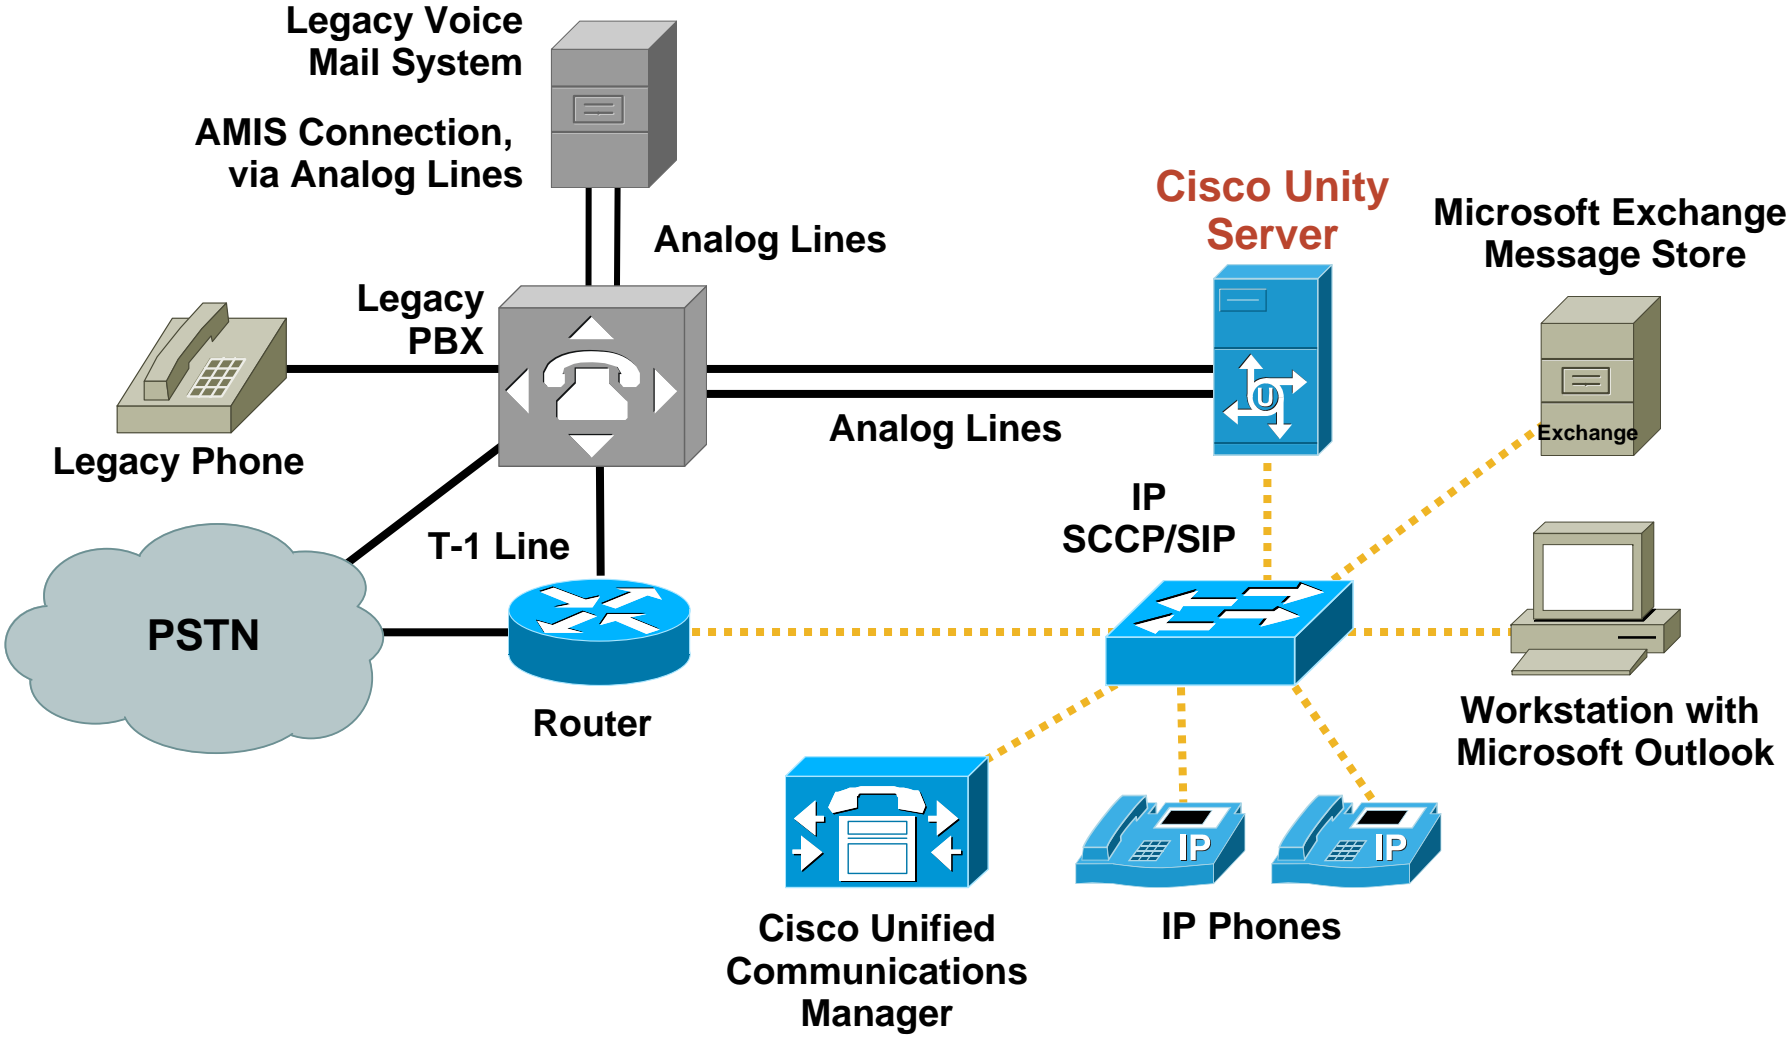 Legacy Voice
Mail System
AMIS Connection,
via Analog Lines
Analog Lines
Cisco Unity
Server
Microsoft Exchange
Message Store
Legacy
PBX
U
Exchange
Analog Lines
Legacy Phone
IP
SCCP/SIP
T-1 Line
PSTN
Router
Workstation with
Microsoft Outlook
IP
IP
Cisco Unified
Communications
Manager
IP Phones